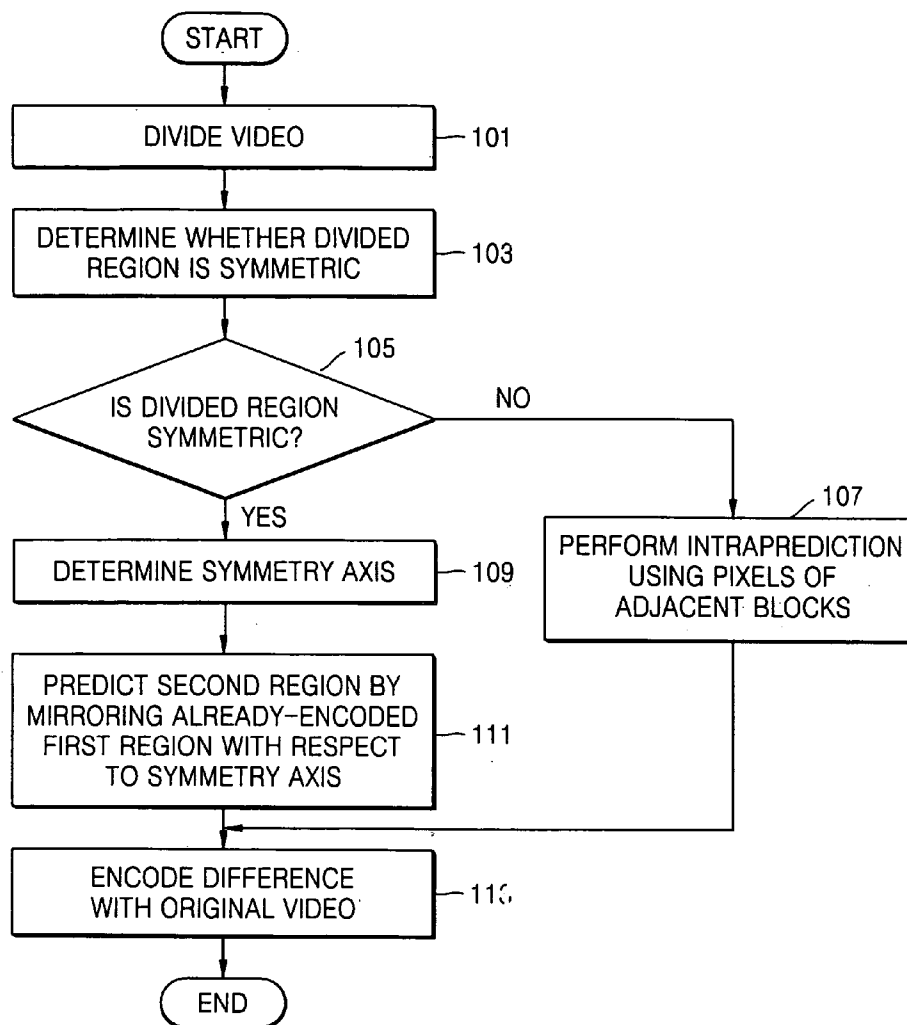 START
DIVIDE VIDEO
101
DETERMINE WHETHER DIVIDED
REGION IS SYMMETRIC
103
105
IS DIVIDED REGION
SYMMETRIC?
NO
YES
107
PERFORM INTRAPREDICTION
USING PIXELS OF
ADJACENT BLOCKS
DETERMINE SYMMETRY AXIS
109
PREDICT SECOND REGION BY
MIRRORING ALREADY-ENCODED
FIRST REGION WITH RESPECT
TO SYMMETRY AXIS
111
ENCODE DIFFERENCE
WITH ORIGINAL VIDEO
END